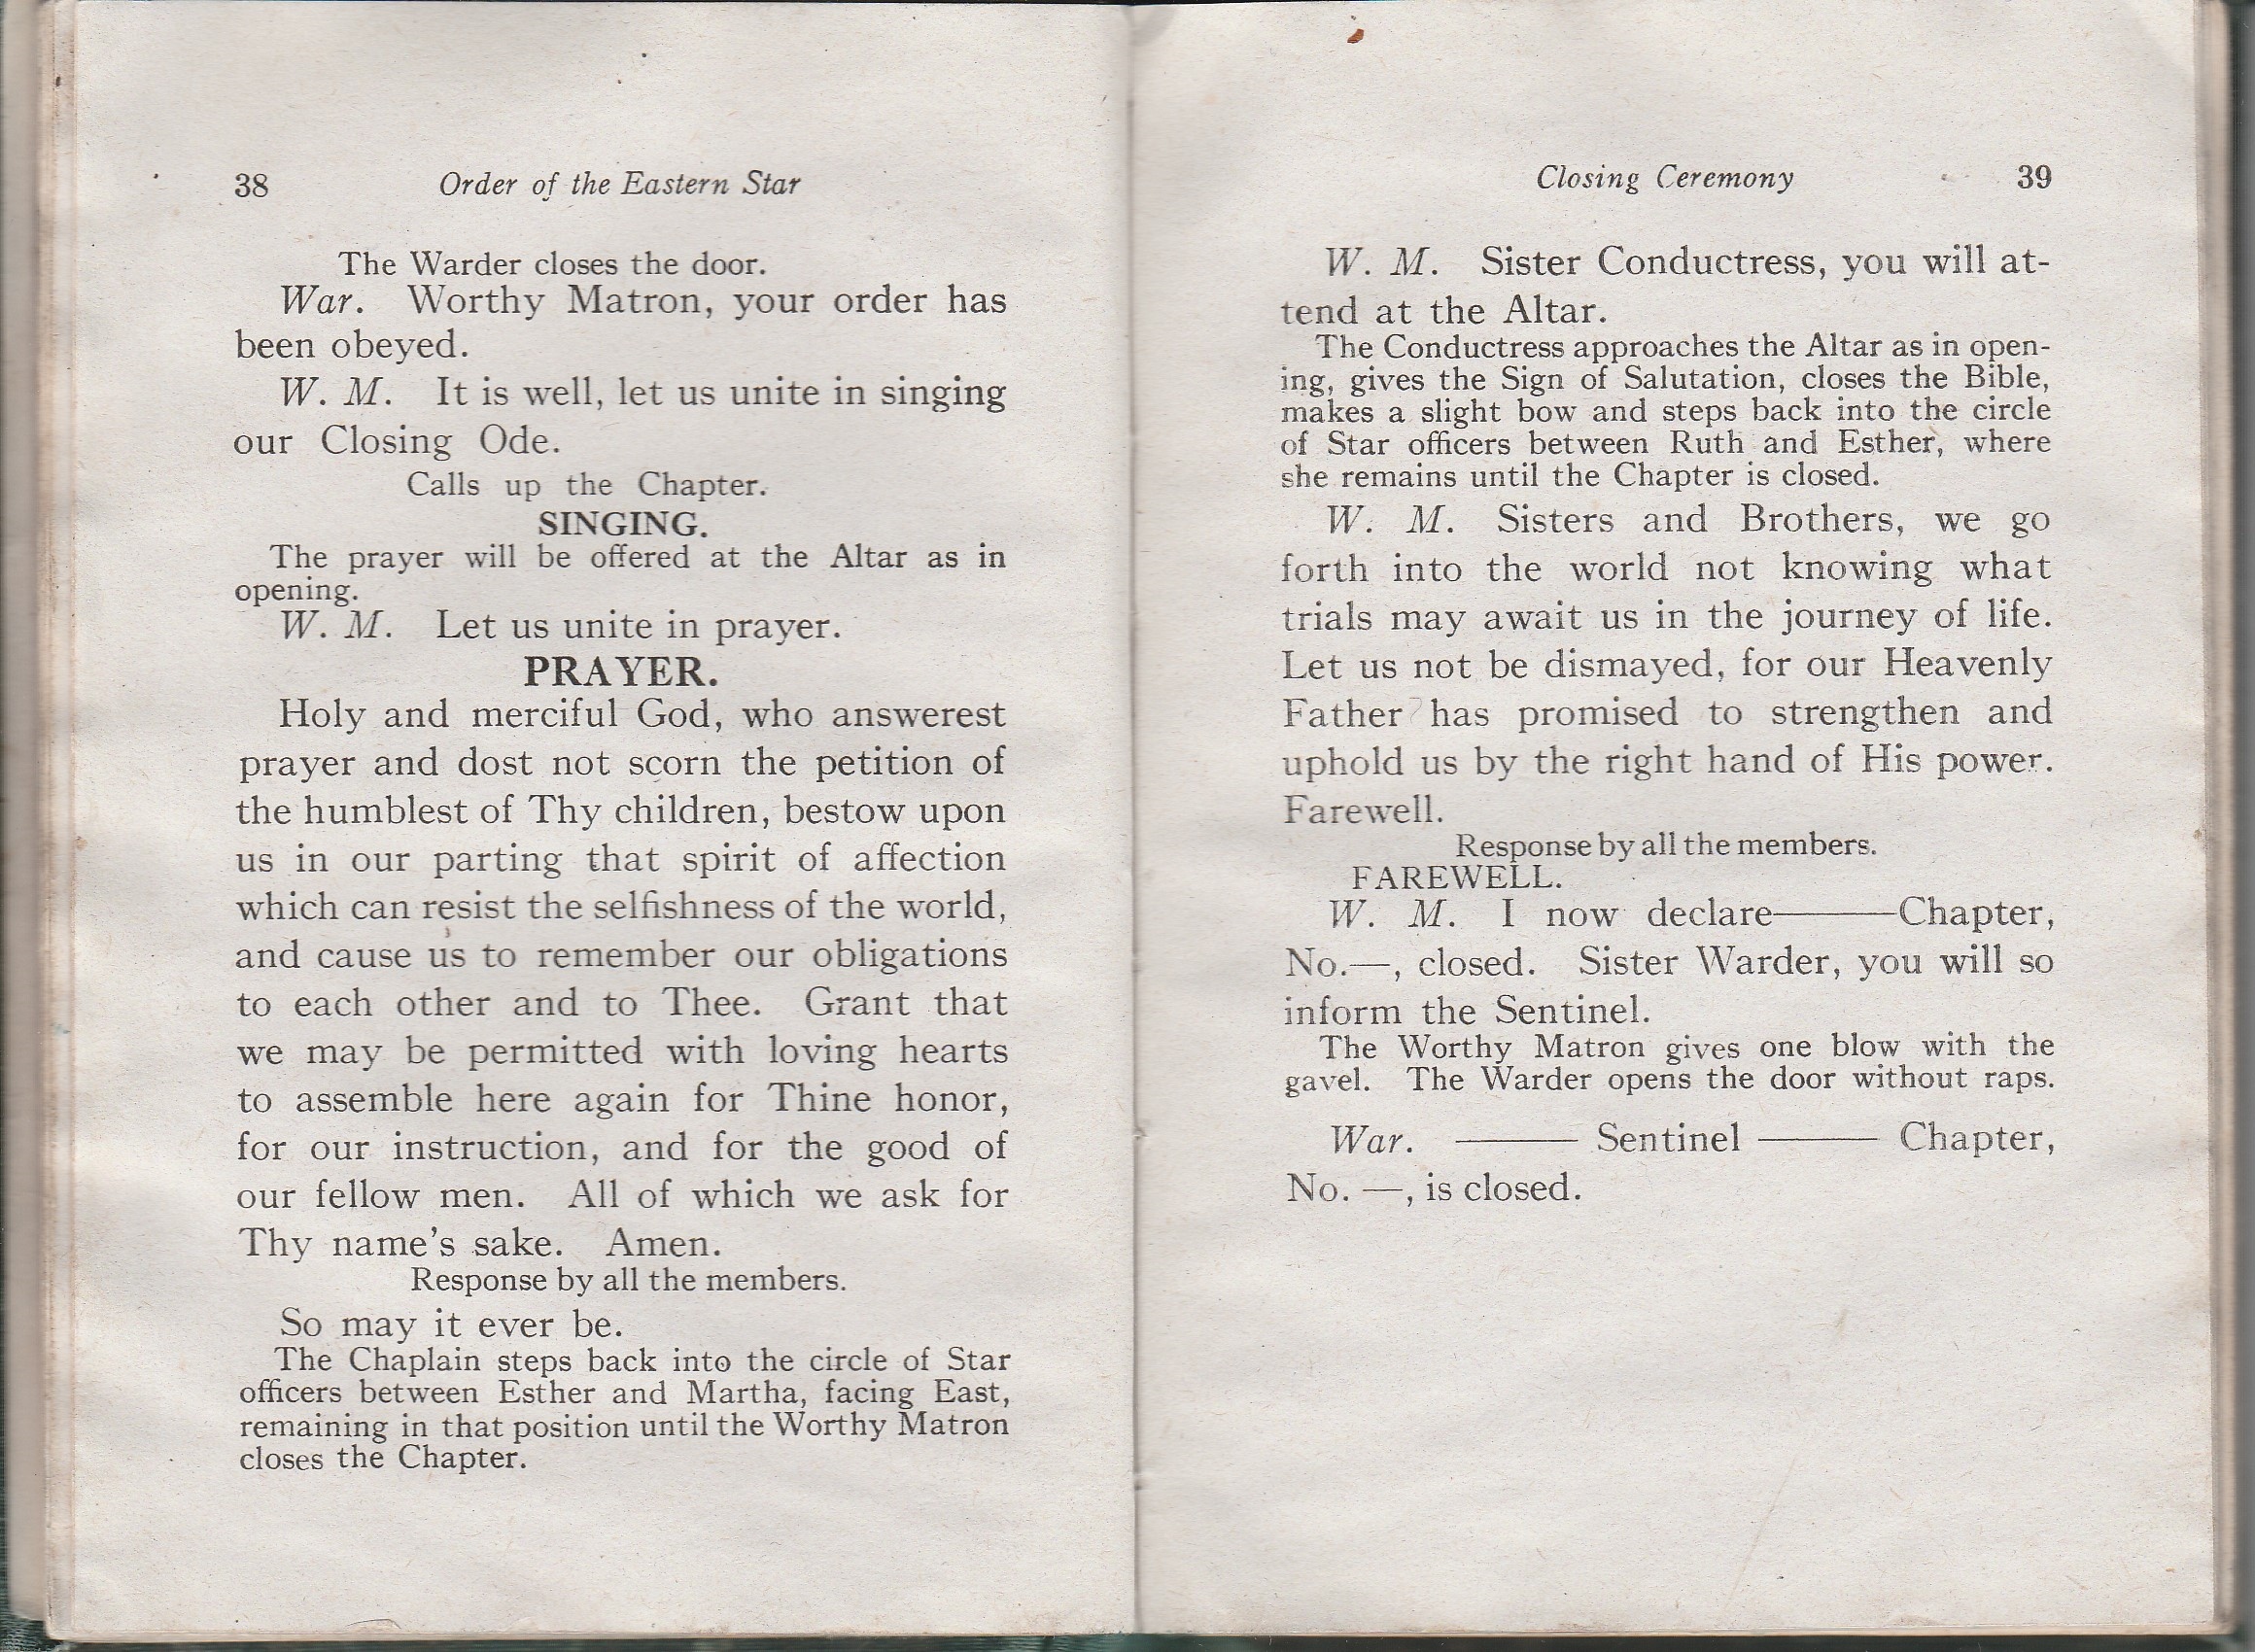 38 Order of the Eastern Star
The Warder closes the door.
War. Worthy Matron, your order has
been obeyed.
W. M. It is well, let us unite in singing
our Closing Ode.
Calls up the Chapter.
SINGING.
The prayer will be offered at the Altar as in
opening.
W. M. Let us unite in prayer.
PRAYER.
Holy and merciful God, who answerest
prayer and dost not scorn the petition of
the humblest of Thy children, bestow upon
us in our parting that spirit of affection
which can resist the selfishness of the world,
and cause us to remember our obligations
to each other and to Thee. Grant that
we may be permitted with loving hearts
to assemble here again for Thine honor,
for our instruction, and for the good of
our fellow men. All of which we ask for
Thy name's sake. Amen.
Response by all the members.
So may it ever be.
The Chaplain steps back into the circle of Star
officers between Esther and Martha, facing East,
remaining in that position until the Worthy Matron
closes the Chapter.
Closing Ceremony 39
W. M. Sister Conductress, you will at-
tend at the Altar.
The Conductress approaches the Altar as in open-
ing, gives the Sign of Salutation, closes the Bible,
makes a slight bow and steps back into the circle
of Star officers between Ruth and Esther, where
she remains until the Chapter is closed.
W. M. Sisters and Brothers, we go
forth into the world not knowing what
trials may await us in the journey of life.
Let us not be dismayed, for our Heavenly
Father has promised to strengthen and
uphold us by the right hand of His power.
Farewell.
Response by all the members.
FAREWELL.
W. M. I now declare———Chapter,
No.—, closed. Sister Warder, you will so
inform the Sentinel.
The Worthy Matron gives one blow with the
gavel. The Warder opens the door without raps.
War. ——— Sentinel ——— Chapter,
No. —, is closed.